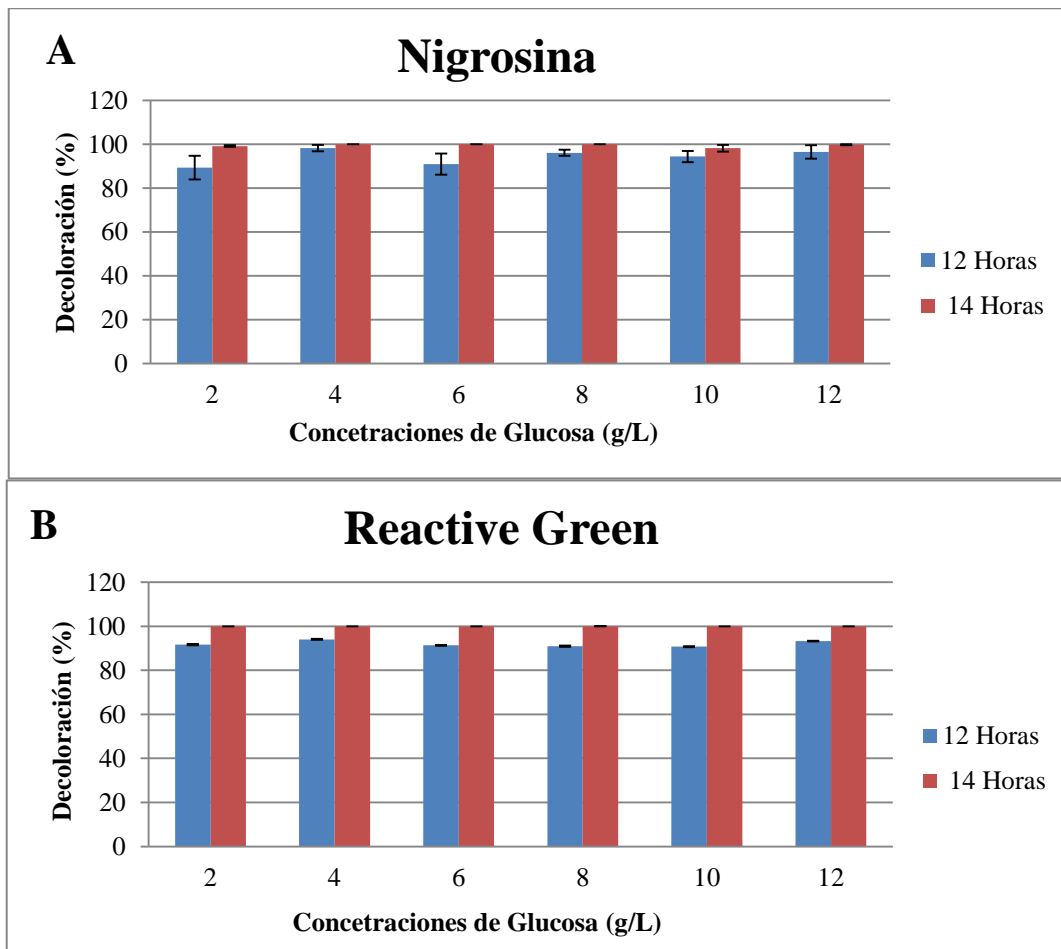 A
Nigrosina
Decoloración (%)
120
100
80
60
40
20
0
2 4 6 8 10 12
Concetraciones de Glucosa (g/L)
12 Horas
14 Horas
B
Reactive Green
Decoloración (%)
120
100
80
60
40
20
0
2 4 6 8 10 12
Concetraciones de Glucosa (g/L)
12 Horas
14 Horas